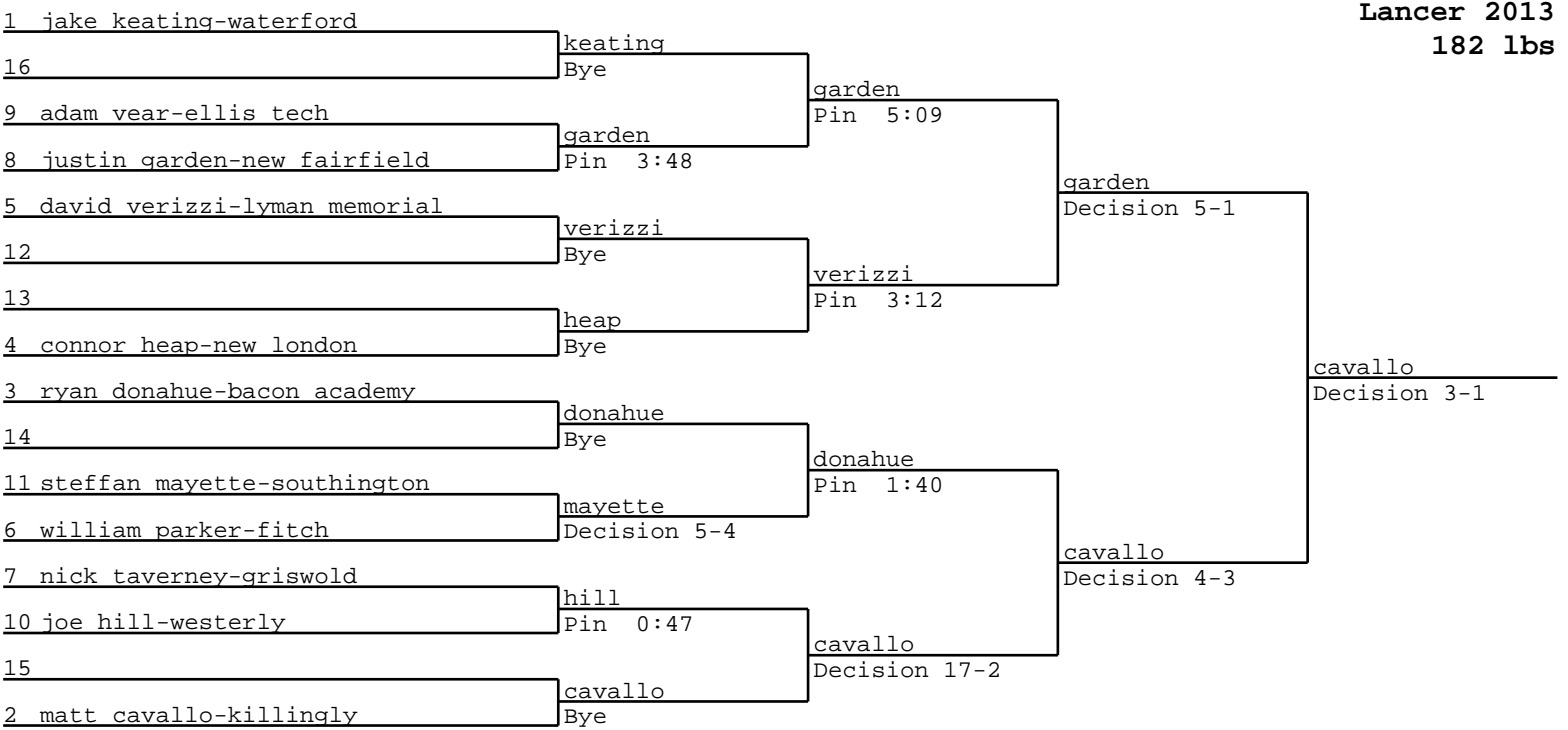 Lancer 2013
182 lbs
1 jake keating-waterford
16
9 adam vear-ellis tech
8 justin garden-new fairfield
5 david verizzi-lyman memorial
12
13
4 connor heap-new london
3 ryan donahue-bacon academy
14
11 steffan mayette-southington
6 william parker-fitch
7 nick taverney-griswold
10 joe hill-westerly
15
2 matt cavallo-killingly
keating
Bye
garden
Pin 3:48
verizzi
Bye
heap
Bye
donahue
Bye
mayette
Decision 5-4
hill
Pin 0:47
cavallo
Bye
garden
Pin 5:09
verizzi
Pin 3:12
donahue
Pin 1:40
cavallo
Decision 17-2
garden
Decision 5-1
cavallo
Decision 4-3
cavallo
Decision 3-1